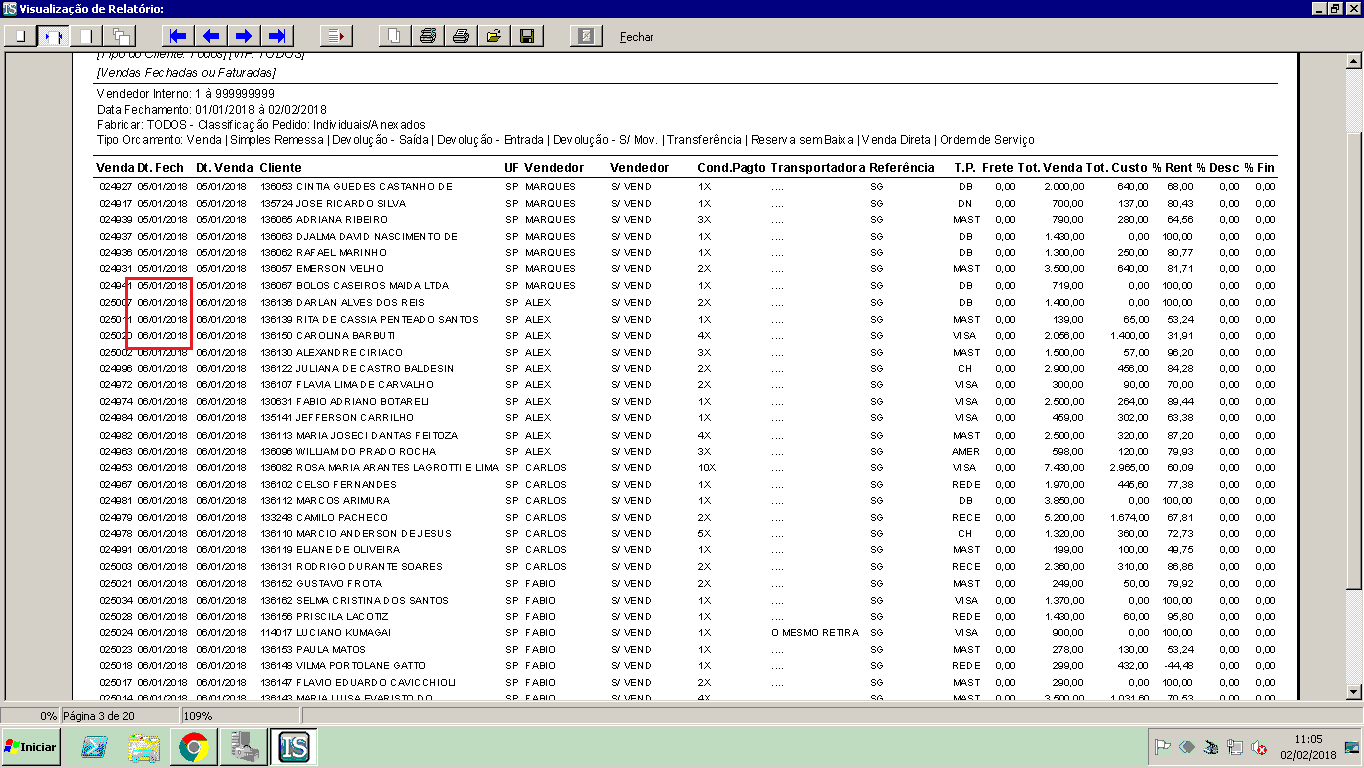 Visualização de Relatório:
Fechar
[Tipo do Cliente: Todos] [VIP: TODOS]
[Vendas Fechadas ou Faturadas]
Vendedor Interno: 1 à 999999999
Data Fechamento: 01/01/2018 à 02/02/2018
Fabricar: TODOS - Classificação Pedido: Individuais/Anexados
Tipo Orcamento: Venda | Simples Remessa | Devolução - Saída | Devolução - Entrada | Devolução - S/ Mov. | Transferência | Reserva sem Baixa | Venda Direta | Ordem de Serviço
Venda Dt. Fech Dt. Venda Cliente UF Vendedor Vendedor Cond.Pagto Transportadora Referência T.P. Frete Tot. Venda Tot. Custo % Rent % Desc % Fin
024927 05/01/2018 05/01/2018 136053 CINTIA GUEDES CASTANHO DE SP MARQUES S/ VEND 1X .... SG DB 0,00 2.000,00 640,00 68,00 0,00 0,00
024917 05/01/2018 05/01/2018 135724 JOSE RICARDO SILVA SP MARQUES S/ VEND 1X .... SG DN 0,00 700,00 137,00 80,43 0,00 0,00
024939 05/01/2018 05/01/2018 136065 ADRIANA RIBEIRO SP MARQUES S/ VEND 3X .... SG MAST 0,00 790,00 280,00 64,56 0,00 0,00
024937 05/01/2018 05/01/2018 136063 DJALMA DAVID NASCIMENTO DE SP MARQUES S/ VEND 1X .... SG DB 0,00 1.430,00 0,00 100,00 0,00 0,00
024936 05/01/2018 05/01/2018 136062 RAFAEL MARINHO SP MARQUES S/ VEND 1X .... SG DB 0,00 1.300,00 250,00 80,77 0,00 0,00
024931 05/01/2018 05/01/2018 136057 EMERSON VELHO SP MARQUES S/ VEND 2X .... SG MAST 0,00 3.500,00 640,00 81,71 0,00 0,00
024941 05/01/2018 05/01/2018 136067 BOLOS CASEIROS MAIDA LTDA SP MARQUES S/ VEND 1X .... SG DB 0,00 719,00 0,00 100,00 0,00 0,00
025007 06/01/2018 06/01/2018 136136 DARLAN ALVES DOS REIS SP ALEX S/ VEND 2X .... SG DB 0,00 1.400,00 0,00 100,00 0,00 0,00
025011 06/01/2018 06/01/2018 136139 RITA DE CASSIA PENTEADO SANTOS SP ALEX S/ VEND 1X .... SG MAST 0,00 139,00 65,00 53,24 0,00 0,00
025020 06/01/2018 06/01/2018 136150 CAROLINA BARBUTI SP ALEX S/ VEND 4X .... SG VISA 0,00 2.056,00 1.400,00 31,91 0,00 0,00
025002 06/01/2018 06/01/2018 136130 ALEXANDRE CIRIACO SP ALEX S/ VEND 3X .... SG MAST 0,00 1.500,00 57,00 96,20 0,00 0,00
024996 06/01/2018 06/01/2018 136122 JULIANA DE CASTRO BALDESIN SP ALEX S/ VEND 2X .... SG CH 0,00 2.900,00 456,00 84,28 0,00 0,00
024972 06/01/2018 06/01/2018 136107 FLAVIA LIMA DE CARVALHO SP ALEX S/ VEND 2X .... SG VISA 0,00 300,00 90,00 70,00 0,00 0,00
024974 06/01/2018 06/01/2018 130631 FABIO ADRIANO BOTARELI SP ALEX S/ VEND 1X .... SG VISA 0,00 2.500,00 264,00 89,44 0,00 0,00
024984 06/01/2018 06/01/2018 135141 JEFFERSON CARRILHO SP ALEX S/ VEND 1X .... SG VISA 0,00 459,00 302,00 63,38 0,00 0,00
024982 06/01/2018 06/01/2018 136113 MARIA JOSECI DANTAS FEITOZA SP ALEX S/ VEND 4X .... SG MAST 0,00 2.500,00 320,00 87,20 0,00 0,00
024963 06/01/2018 06/01/2018 136096 WILLIAM DO PRADO ROCHA SP ALEX S/ VEND 3X .... SG AMER 0,00 598,00 120,00 79,93 0,00 0,00
024953 06/01/2018 06/01/2018 136082 ROSA MARIA ARANTES LAGROTTI E LIMA SP CARLOS S/ VEND 10X .... SG VISA 0,00 7.430,00 2.965,00 60,09 0,00 0,00
024967 06/01/2018 06/01/2018 136102 CELSO FERNANDES SP CARLOS S/ VEND 1X .... SG REDE 0,00 1.970,00 445,60 77,38 0,00 0,00
024981 06/01/2018 06/01/2018 136112 MARCOS ARIMURA SP CARLOS S/ VEND 1X .... SG DB 0,00 3.850,00 0,00 100,00 0,00 0,00
024979 06/01/2018 06/01/2018 133248 CAMILO PACHECO SP CARLOS S/ VEND 2X .... SG RECE 0,00 5.200,00 1.674,00 67,81 0,00 0,00
024978 06/01/2018 06/01/2018 136110 MARCIO ANDERSON DE JESUS SP CARLOS S/ VEND 5X .... SG CH 0,00 1.320,00 360,00 72,73 0,00 0,00
024991 06/01/2018 06/01/2018 136119 ELIANE DE OLIVEIRA SP CARLOS S/ VEND 1X .... SG MAST 0,00 199,00 100,00 49,75 0,00 0,00
025003 06/01/2018 06/01/2018 136131 RODRIGO DURANTE SOARES SP CARLOS S/ VEND 2X .... SG RECE 0,00 2.360,00 310,00 86,86 0,00 0,00
025021 06/01/2018 06/01/2018 136152 GUSTAVO FROTA SP FABIO S/ VEND 2X .... SG MAST 0,00 249,00 50,00 79,92 0,00 0,00
025034 06/01/2018 06/01/2018 136162 SELMA CRISTINA DOS SANTOS SP FABIO S/ VEND 1X .... SG VISA 0,00 1.370,00 0,00 100,00 0,00 0,00
025028 06/01/2018 06/01/2018 136156 PRISCILA LACOTIZ SP FABIO S/ VEND 1X .... SG REDE 0,00 1.430,00 60,00 95,80 0,00 0,00
025024 06/01/2018 06/01/2018 114017 LUCIANO KUMAGAI SP FABIO S/ VEND 1X O MESMO RETIRA SG VISA 0,00 900,00 0,00 100,00 0,00 0,00
025023 06/01/2018 06/01/2018 136153 PAULA MATOS SP FABIO S/ VEND 1X .... SG MAST 0,00 278,00 130,00 53,24 0,00 0,00
025018 06/01/2018 06/01/2018 136148 VILMA PORTOLANE GATTO SP FABIO S/ VEND 1X .... SG REDE 0,00 299,00 432,00 -44,48 0,00 0,00
025017 06/01/2018 06/01/2018 136147 FLAVIO EDUARDO CAVICCHIOLI SP FABIO S/ VEND 2X .... SG MAST 0,00 290,00 0,00 100,00 0,00 0,00
025014 06/01/2018 06/01/2018 136143 MARIA LUISA EVARISTO DO SP FABIO S/ VEND 4X .... SG MAST 0,00 3.500,00 1.031,60 70,53 0,00 0,00
0% Página 3 de 20 109%
Iniciar
IS
11:05
02/02/2018